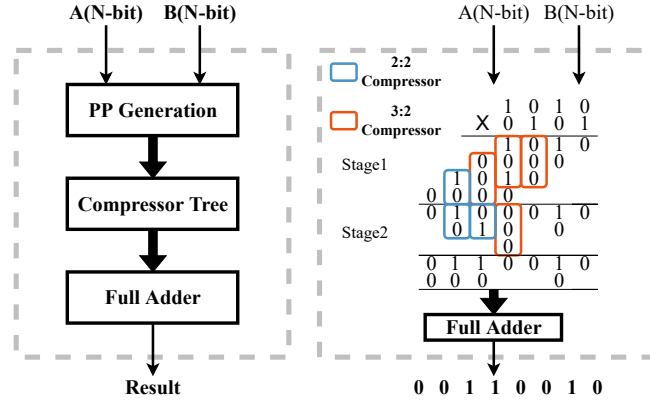 A(N-bit) B(N-bit)
PP Generation
Compressor Tree
Full Adder
Result
A(N-bit) B(N-bit)
2:2
Compressor
3:2
Compressor
1 0 1 0
X 0 1 0 1
Stage1
1 0 1 0
0 0 0 0
1 0 1 0
0 0 0 0
Stage2
0 1 0 0 0 1 0
0 1 0 0
0
0 1 1 0 0 1 0
0 0 0 0
Full Adder
0 0 1 1 0 0 1 0